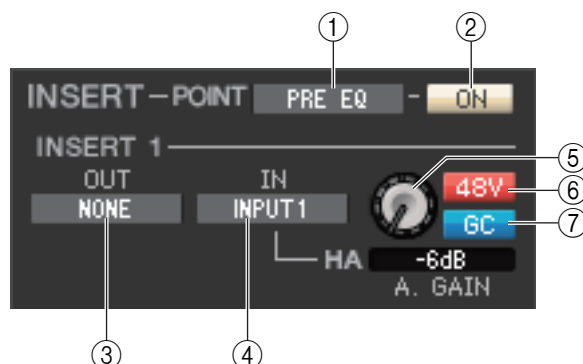 ① ②
INSERT-POINT PRE EQ - ON
INSERT 1
OUT IN ⑤
NONE INPUT1 48V ⑥
GC ⑦
HA -6dB
A. GAIN
③ ④